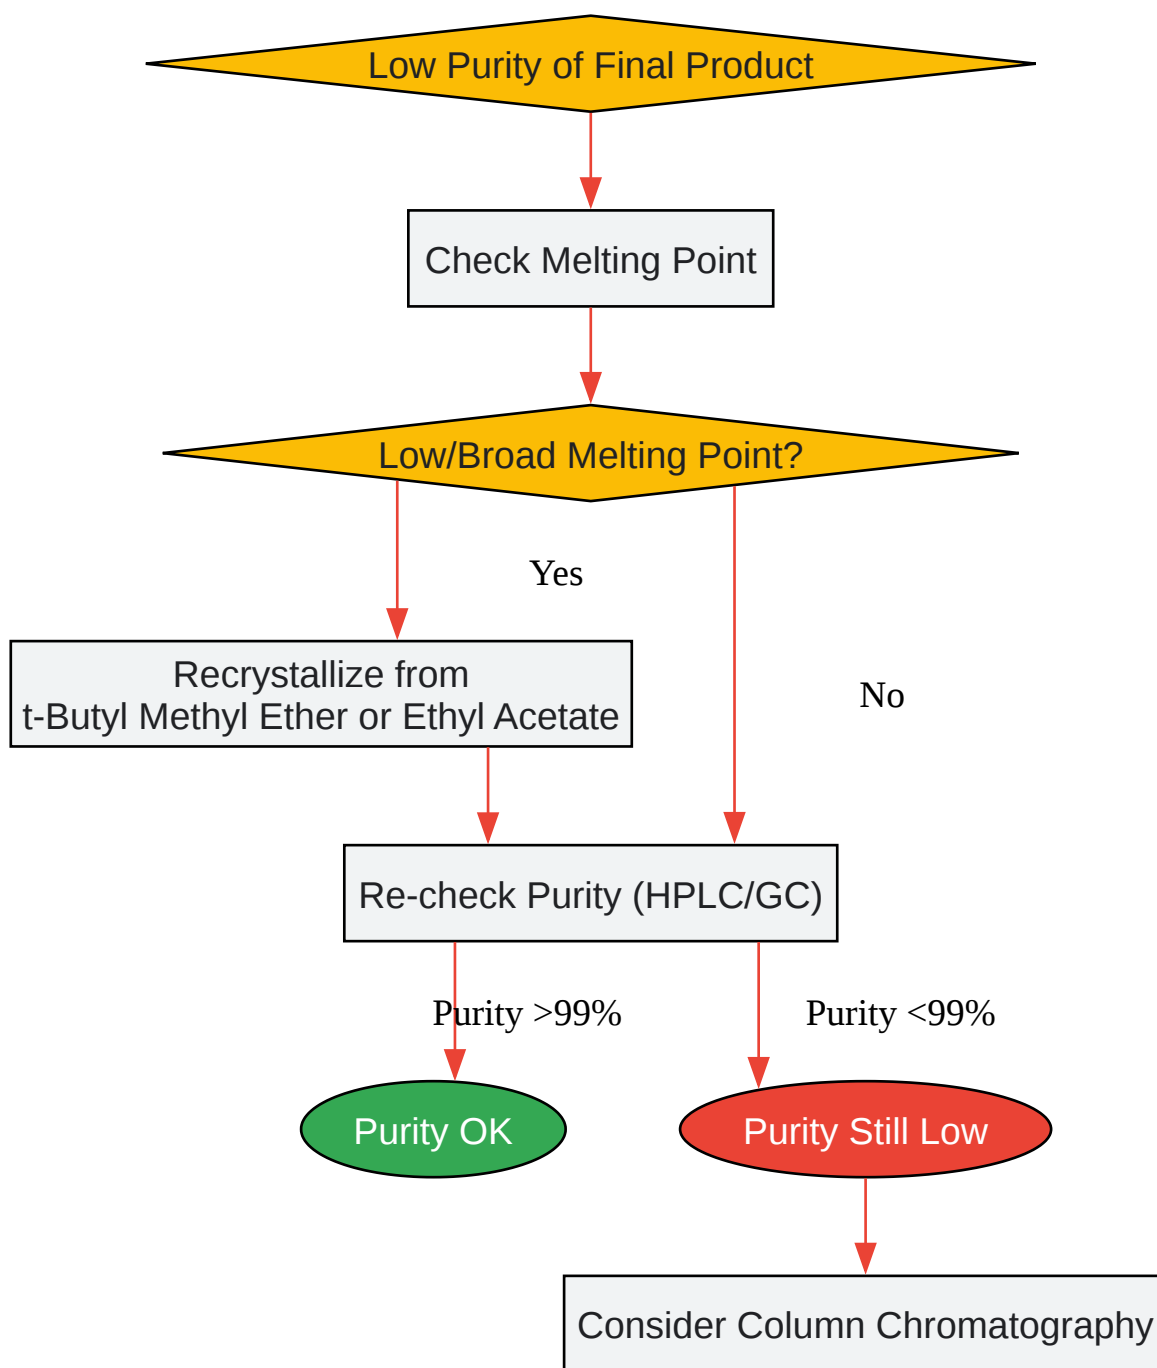 Low Purity of Final Product
Check Melting Point
Low/Broad Melting Point?
Yes
Recrystallize from
t-Butyl Methyl Ether or Ethyl Acetate
No
Re-check Purity (HPLC/GC)
Purity >99%
Purity <99%
Purity OK
Purity Still Low
Consider Column Chromatography